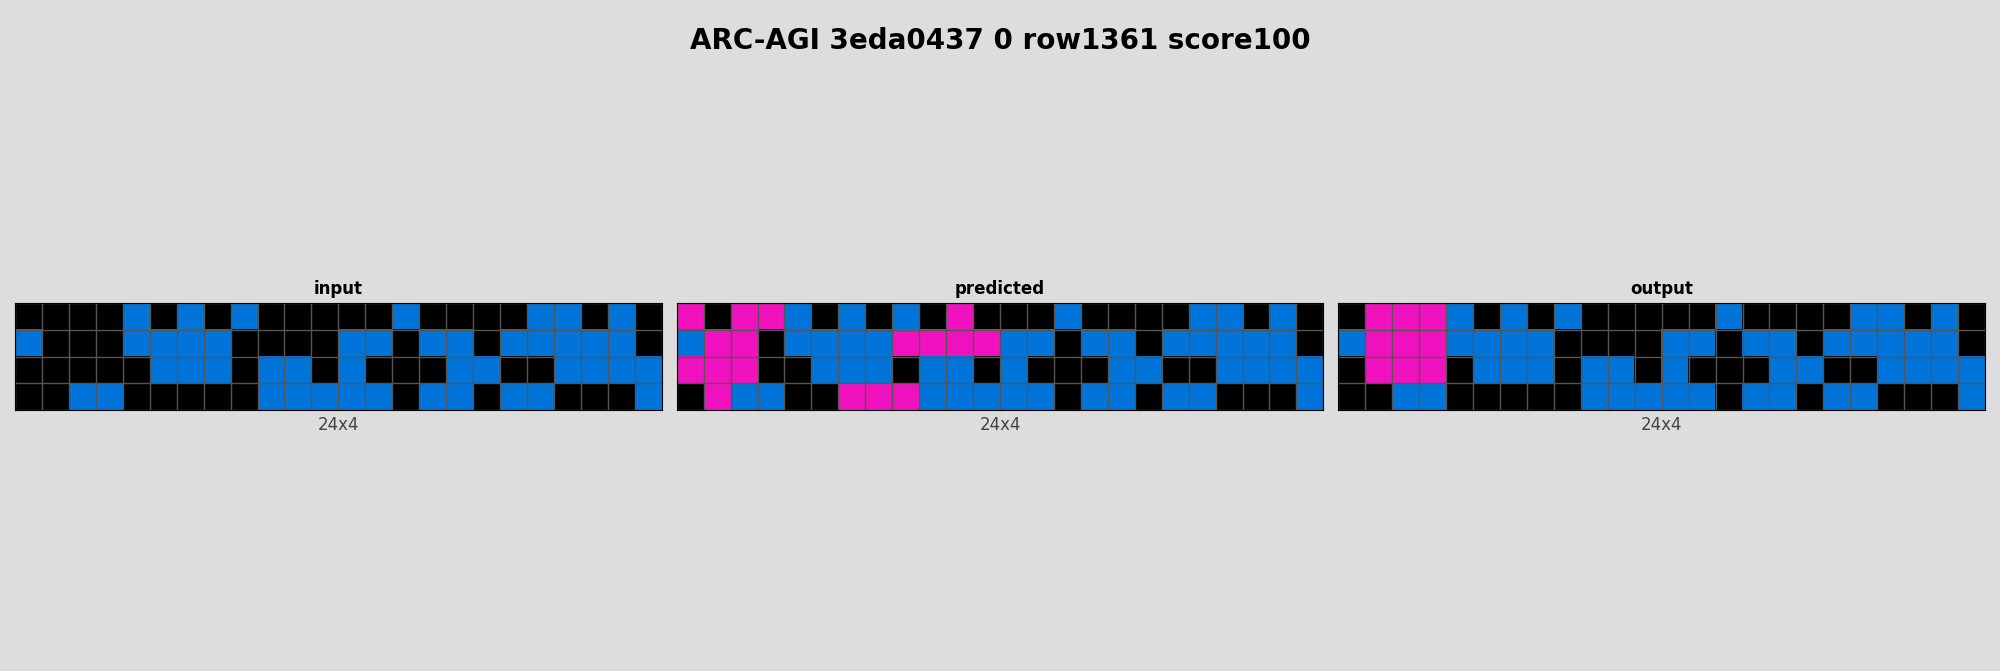 ARC-AGI 3eda0437 0 row1361 score100
input
predicted
output
24x4
24x4
24x4